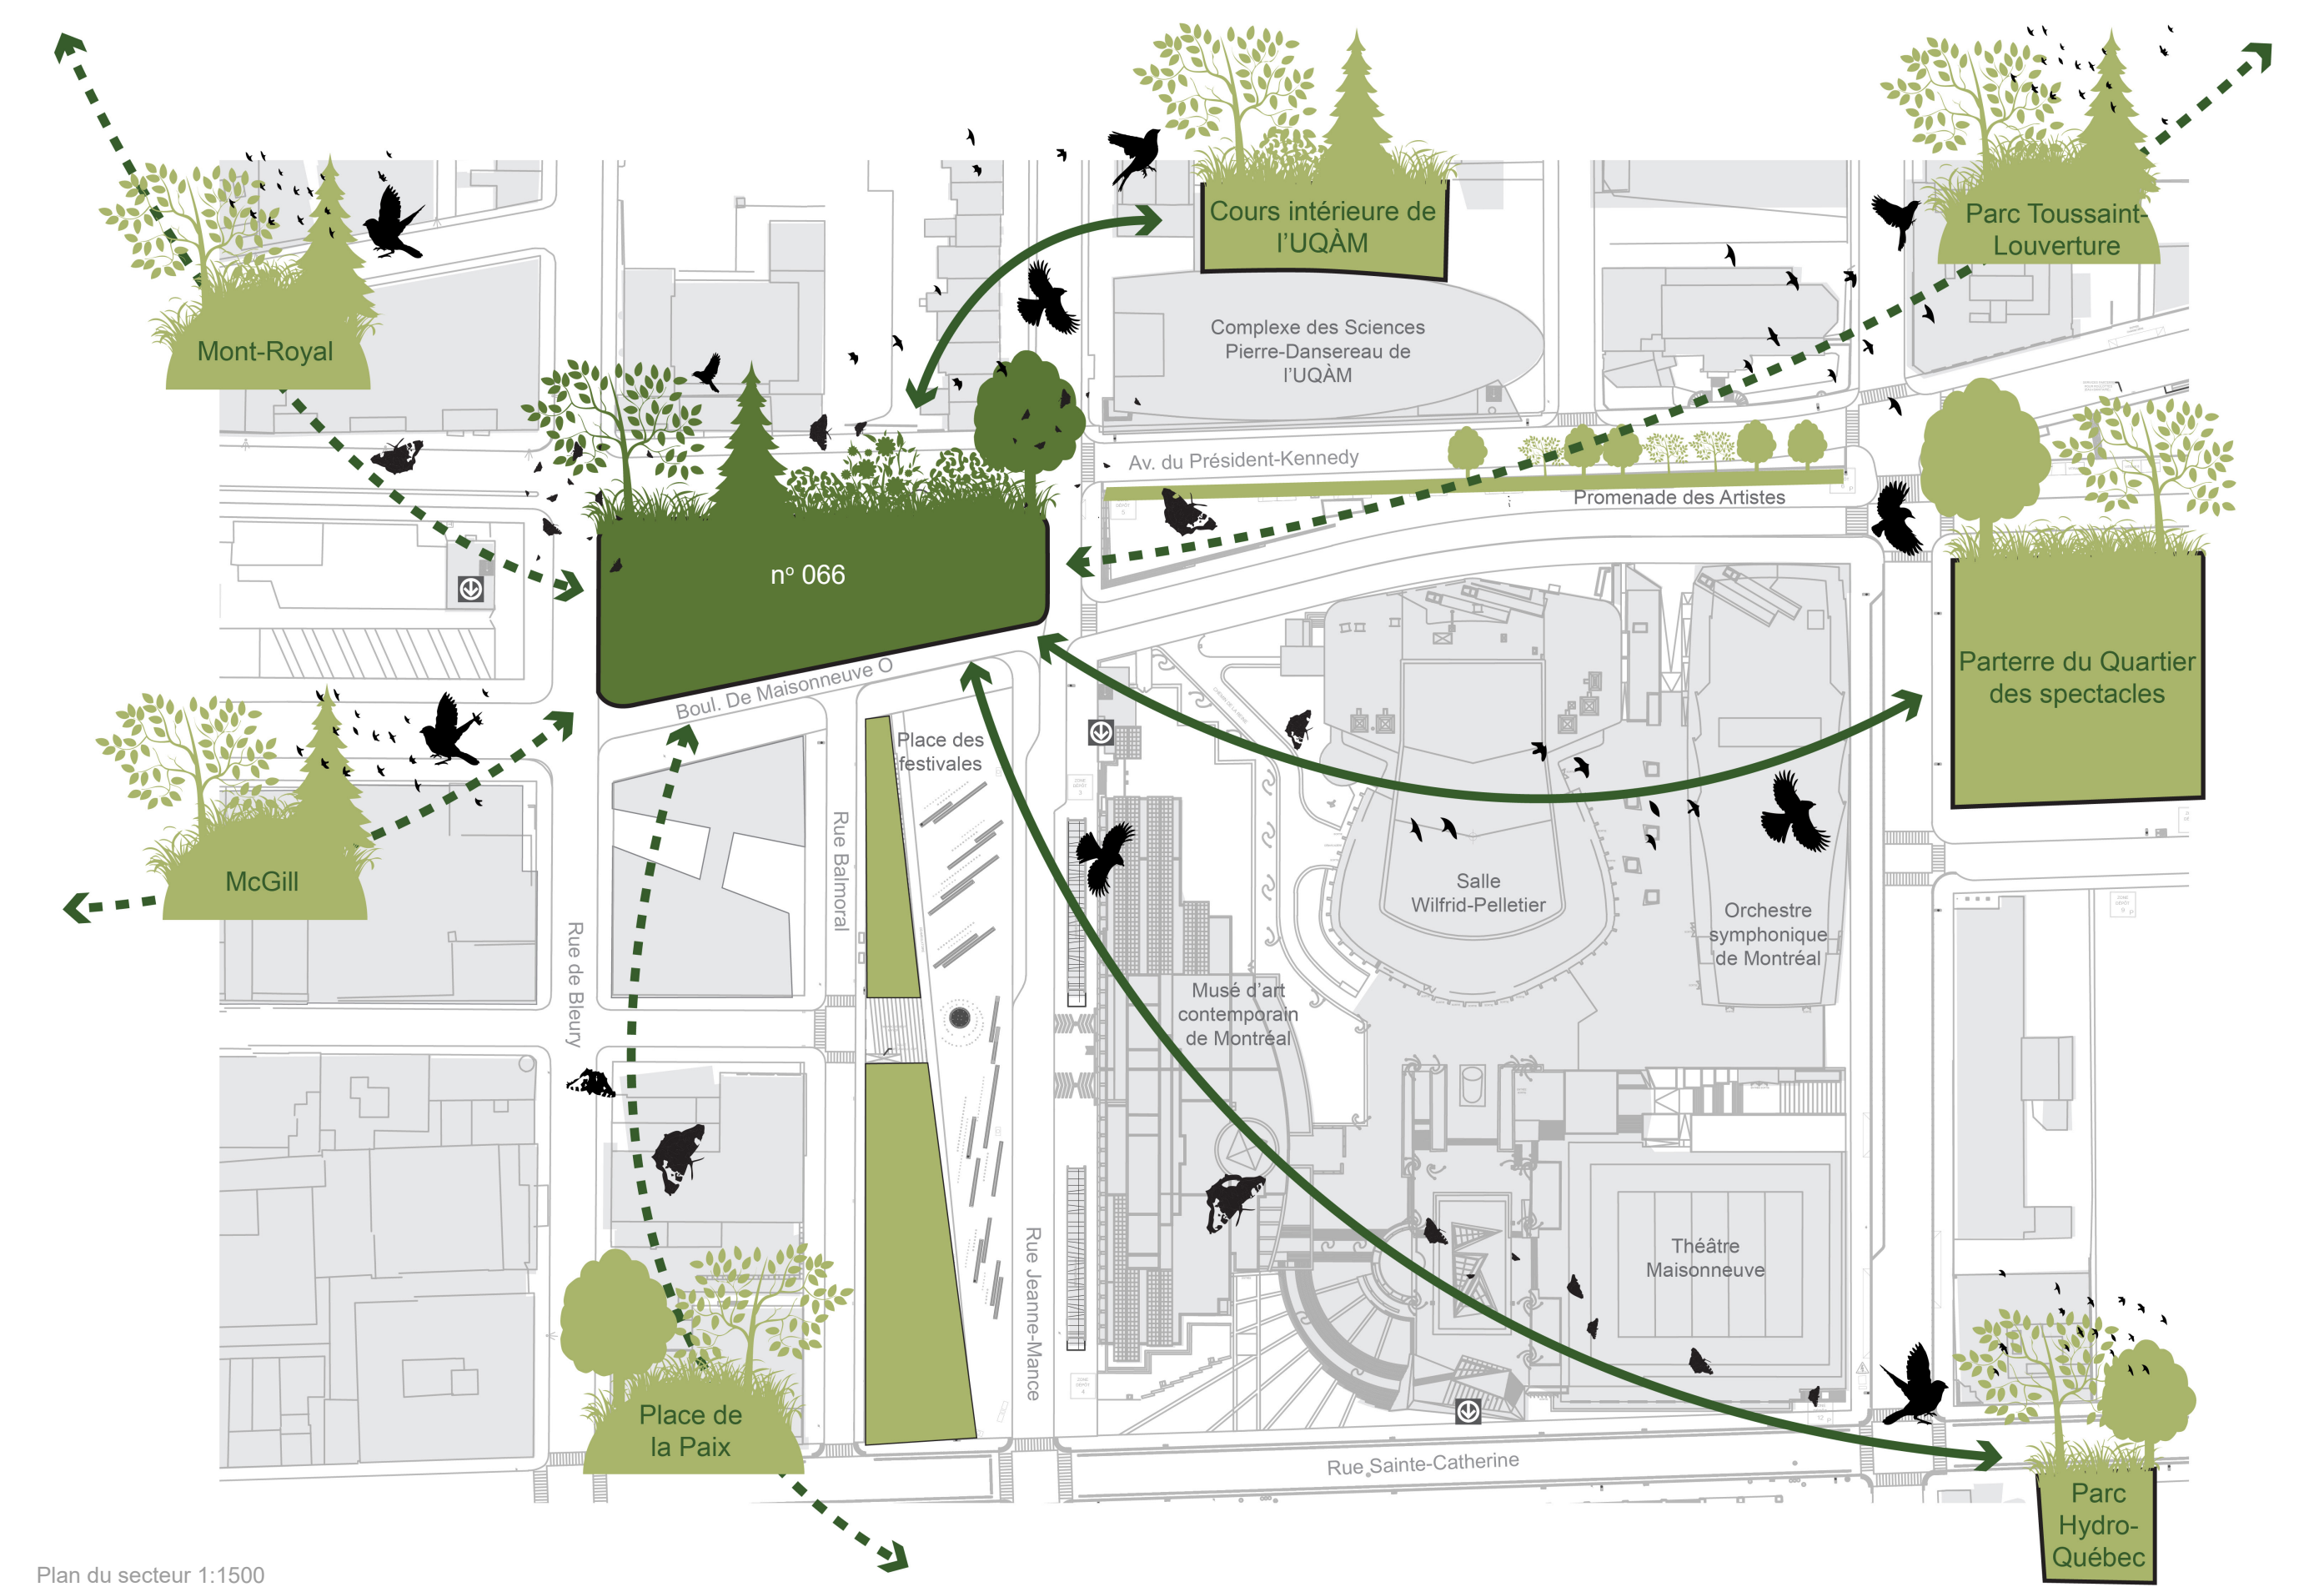 Cours intérieure de
l'UQÀM
Parc Toussaint-
Louverture
Mont-Royal
Complexe des Sciences
Pierre-Dansereau de
l'UQÀM
Av. du Président-Kennedy
Promenade des Artistes
nº 066
Parterre du Quartier
des spectacles
Boul. De Maisonneuve O
Place des
festivales
McGill
Rue Balmoral
Rue de Bleury
Salle
Wilfrid-Pelletier
Orchestre
symphonique
de Montréal
Musé d'art
contemporain
de Montréal
Rue Jeanne-Mance
Théâtre
Maisonneuve
Place de
la Paix
Rue Sainte-Catherine
Parc
Hydro-
Québec
Plan du secteur 1:1500